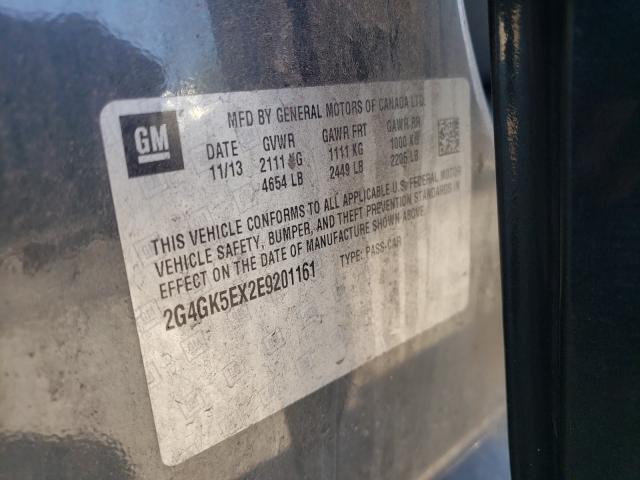 GM
MFD BY GENERAL MOTORS OF CANADA LTD.
DATE GVWR GAWR FRT GAWR RR
11/13 2111 KG 1111 KG 1000 KG
4654 LB 2449 LB 2205 LB
THIS VEHICLE CONFORMS TO ALL APPLICABLE U.S. FEDERAL MOTOR
VEHICLE SAFETY, BUMPER, AND THEFT PREVENTION STANDARDS IN
EFFECT ON THE DATE OF MANUFACTURE SHOWN ABOVE.
2G4GK5EX2E9201161 TYPE: PASS-CAR